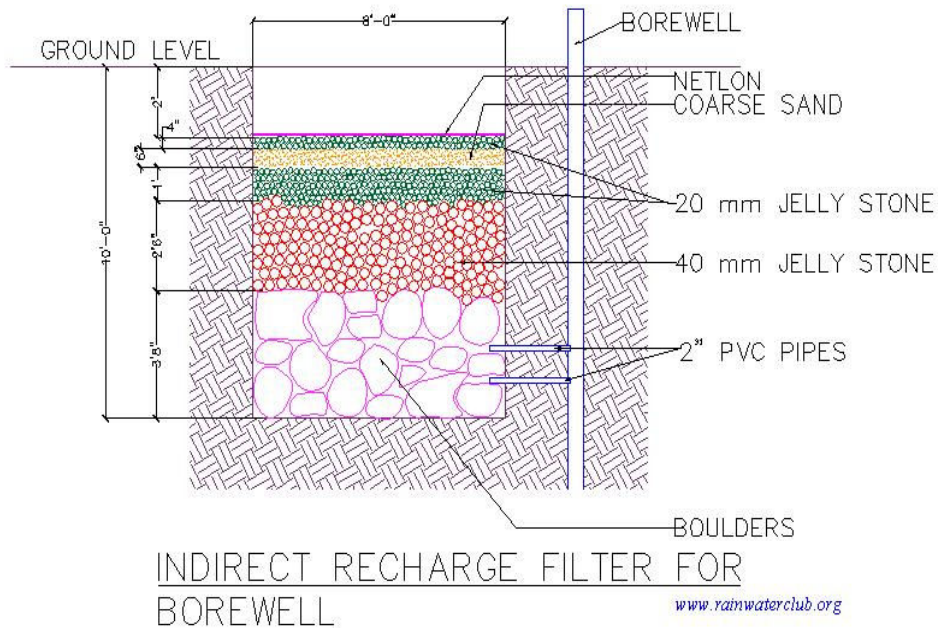 8'-0"
BOREWELL
GROUND LEVEL
NETLON
COARSE SAND
2'
4"
6"
1'
20 mm JELLY STONE
10'-0"
2'6"
40 mm JELLY STONE
2" PVC PIPES
3'8"
BOULDERS
INDIRECT RECHARGE FILTER FOR
BOREWELL
www.rainwaterclub.org